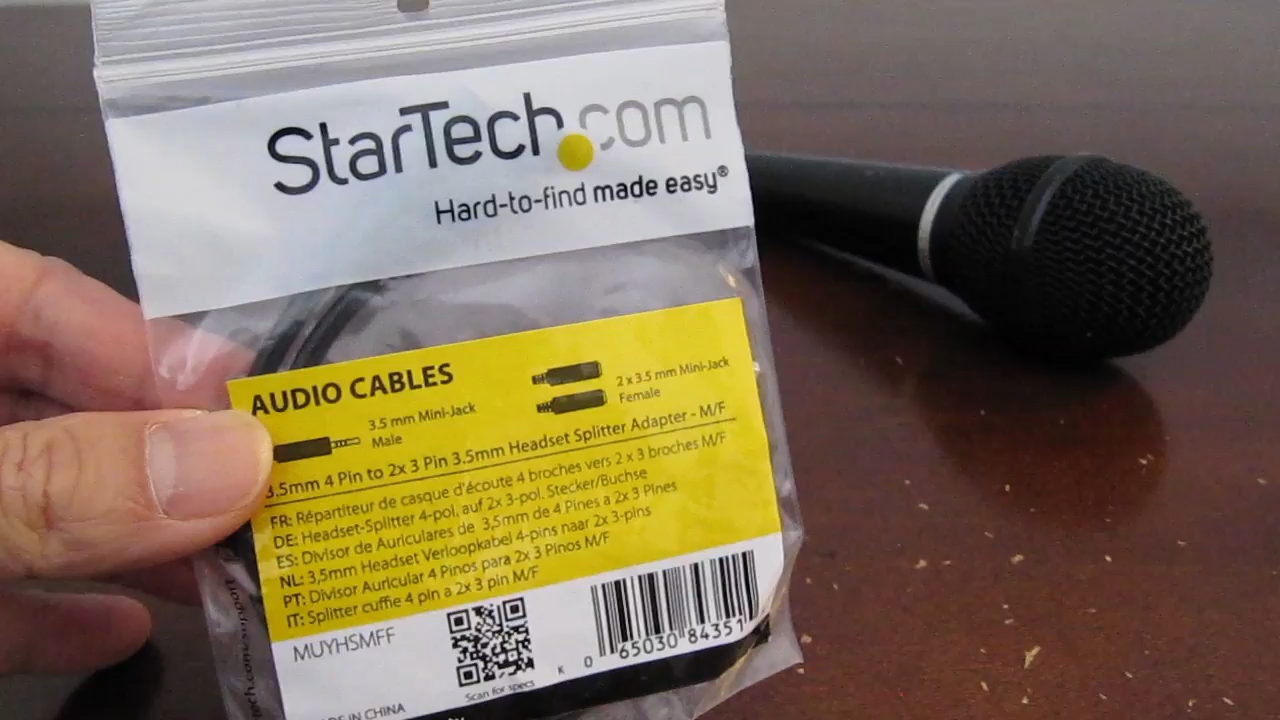 StarTech.com
Hard-to-find made easy®
AUDIO CABLES
3.5 mm Mini-Jack
Male
2 x 3.5 mm Mini-Jack
Female
3.5mm 4 Pin to 2x 3 Pin 3.5mm Headset Splitter Adapter - M/F
FR: Répartiteur de casque d'écoute 4 broches vers 2 x 3 broches M/F
DE: Headset-Splitter 4-pol. auf 2x 3-pol. Stecker/Buchse
ES: Divisor de Auriculares de 3,5mm de 4 Pines a 2x 3 Pines
NL: 3,5mm Headset Verloopkabel 4-pins naar 2x 3-pins
PT: Divisor Auricular 4 Pinos para 2x 3 Pinos M/F
IT: Splitter cuffie 4 pin a 2x 3 pin M/F
MUYHSMFF
Scan for specs
K 0 65030 84351
IN CHINA